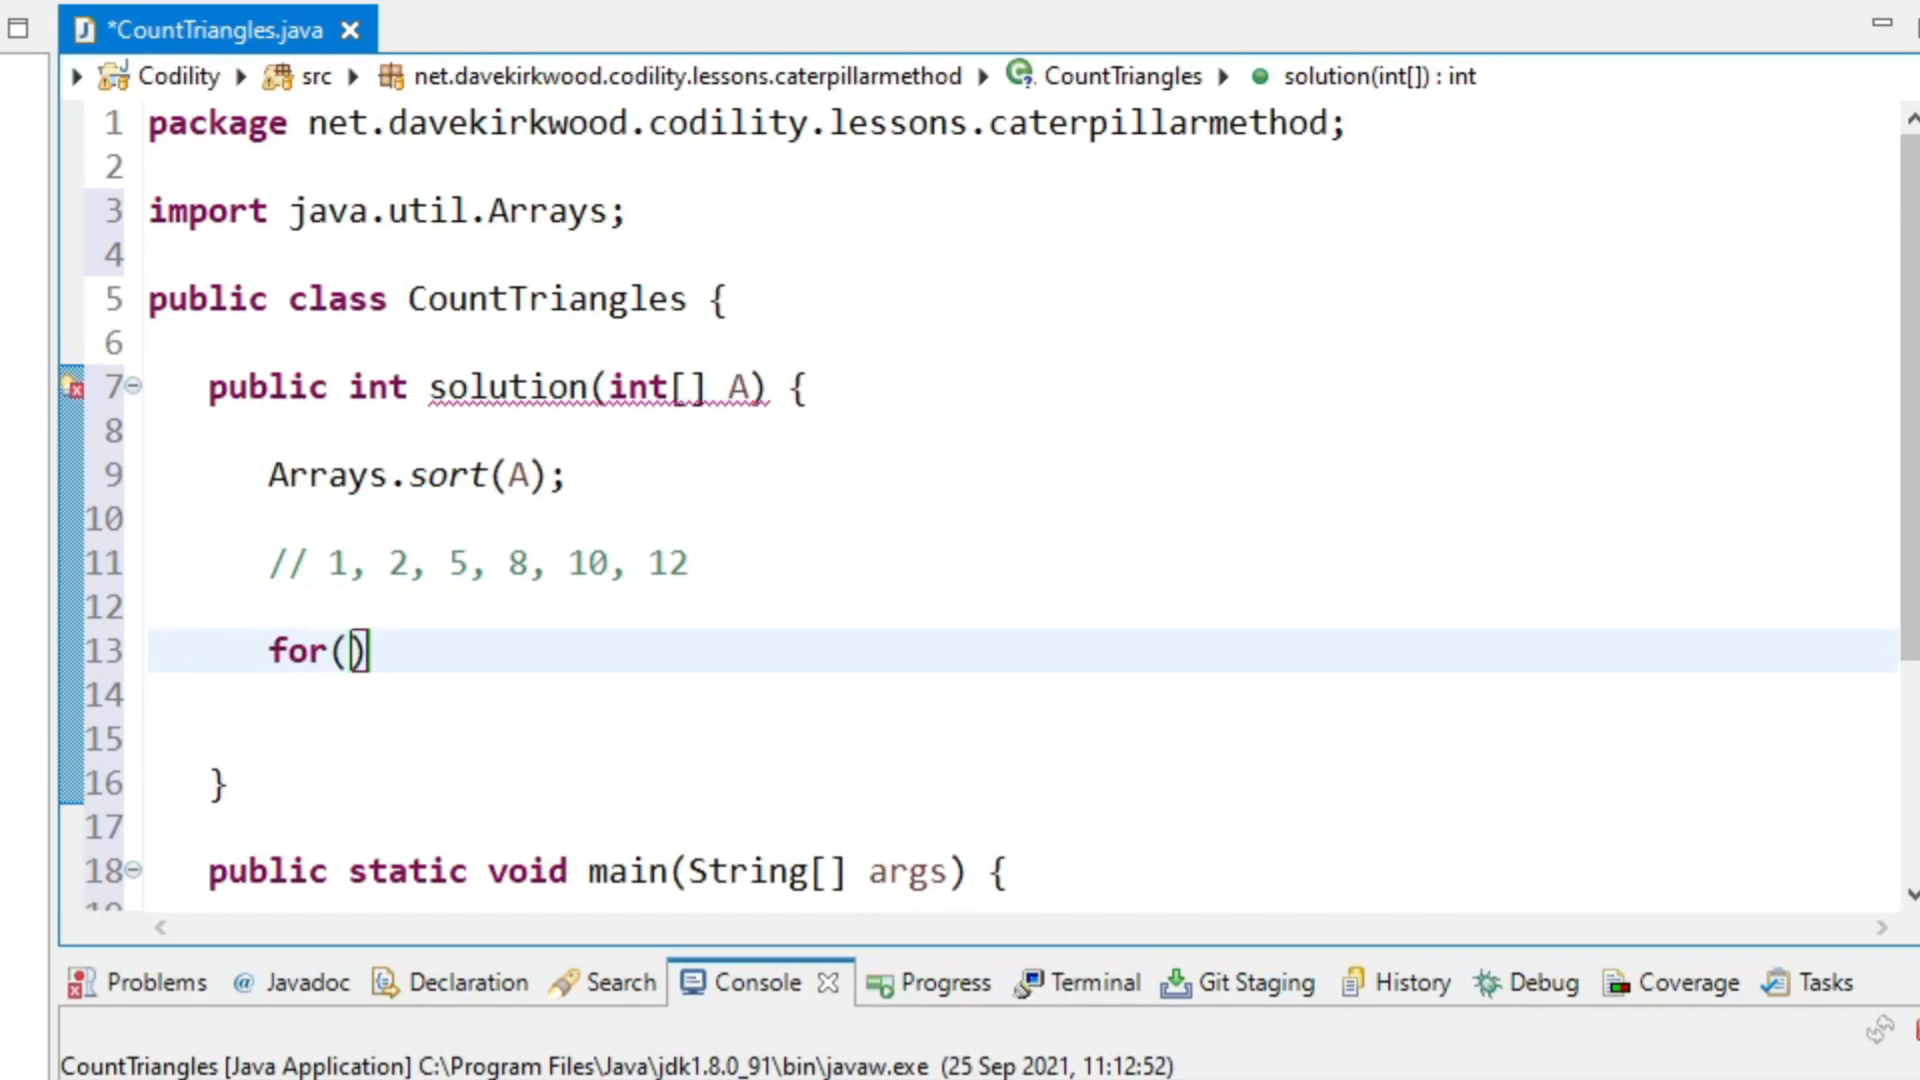 *CountTriangles.java
Codility src net.davekirkwood.codility.lessons.caterpillarmethod CountTriangles solution(int[]) : int
1 package net.davekirkwood.codility.lessons.caterpillarmethod;
2
3 import java.util.Arrays;
4
5 public class CountTriangles {
6
7 public int solution(int[] A) {
8
9 Arrays.sort(A);
10
11 // 1, 2, 5, 8, 10, 12
12
13 for()
14
15
16 }
17
18 public static void main(String[] args) {
Problems Javadoc Declaration Search Console Progress Terminal Git Staging History Debug Coverage Tasks
CountTriangles [Java Application] C:\Program Files\Java\jdk1.8.0_91\bin\javaw.exe (25 Sep 2021, 11:12:52)